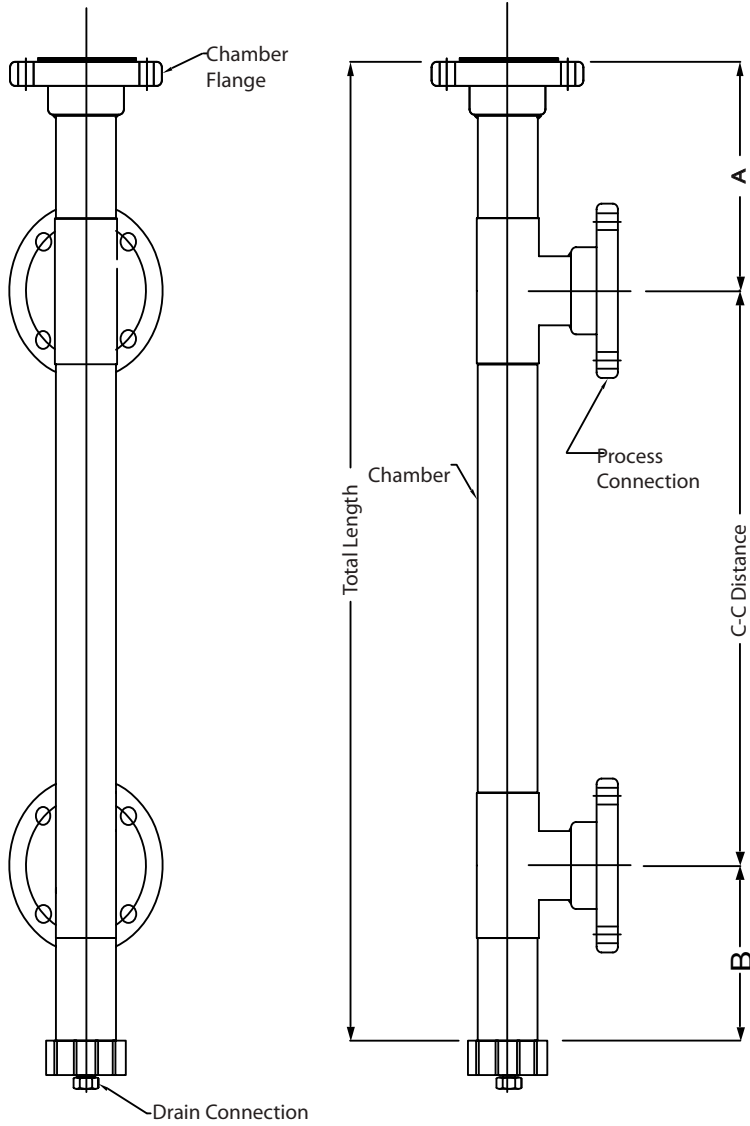 Chamber
Flange
A
Process
Connection
Chamber
Total Length
C-C Distance
B
Drain Connection